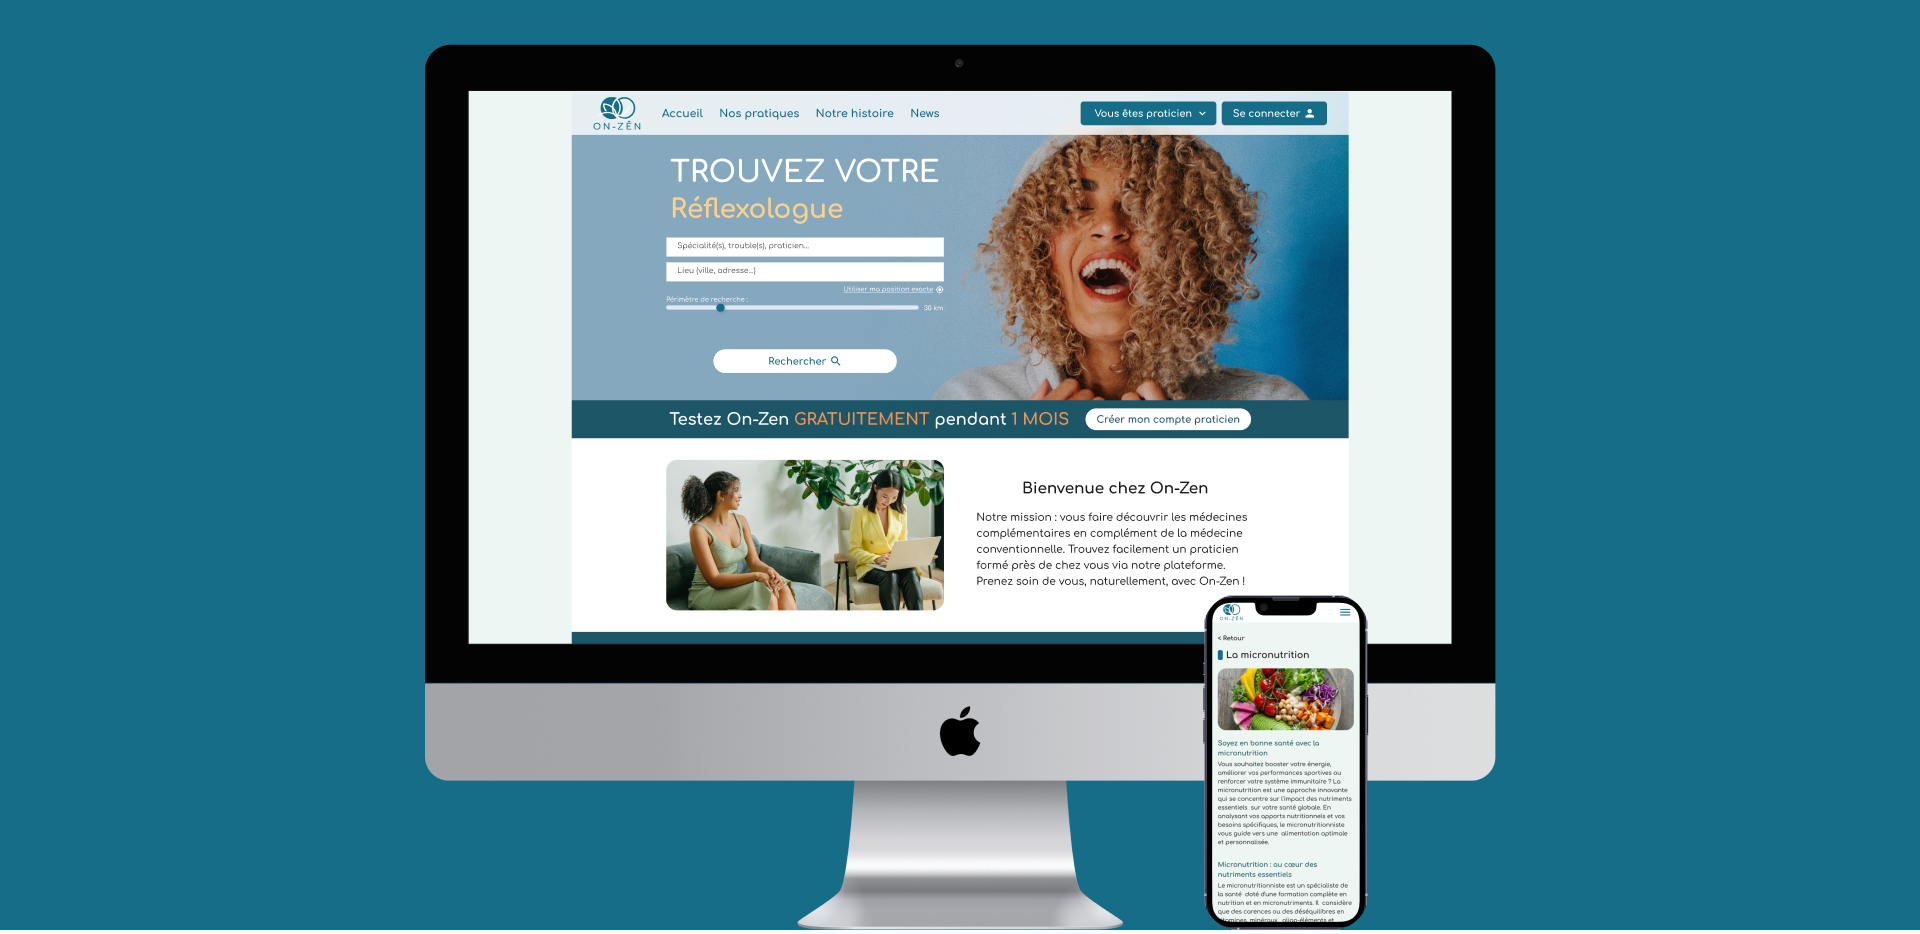 ON-ZÉN
Accueil Nos pratiques Notre histoire News
Vous êtes praticien
Se connecter
TROUVEZ VOTRE
Réflexologue
Spécialité(s), trouble(s), praticien...
Lieu (ville, adresse...)
Utiliser ma position exacte
Périmètre de recherche :
30 km
Rechercher
Testez On-Zen GRATUITEMENT pendant 1 MOIS
Créer mon compte praticien
Bienvenue chez On-Zen
Notre mission : vous faire découvrir les médecines
complémentaires en complément de la médecine
conventionnelle. Trouvez facilement un praticien
formé près de chez vous via notre plateforme.
Prenez soin de vous, naturellement, avec On-Zen !
ON-ZÉN
< Retour
La micronutrition
Soyez en bonne santé avec la
micronutrition
Vous souhaitez booster votre énergie,
améliorer vos performances sportives ou
renforcer votre système immunitaire ? La
micronutrition est une approche innovante
qui se concentre sur l'impact des nutriments
essentiels sur votre santé globale. En
analysant vos apports nutritionnels et vos
besoins spécifiques, le micronutritionniste
vous guide vers une alimentation optimale
et personnalisée.
Micronutrition : au cœur des
nutriments essentiels
Le micronutritionniste est un spécialiste de
la santé doté d'une formation complète en
nutrition et en micronutriments. Il considère
que des carences ou des déséquilibres en
vitamines, minéraux, oligo-éléments et